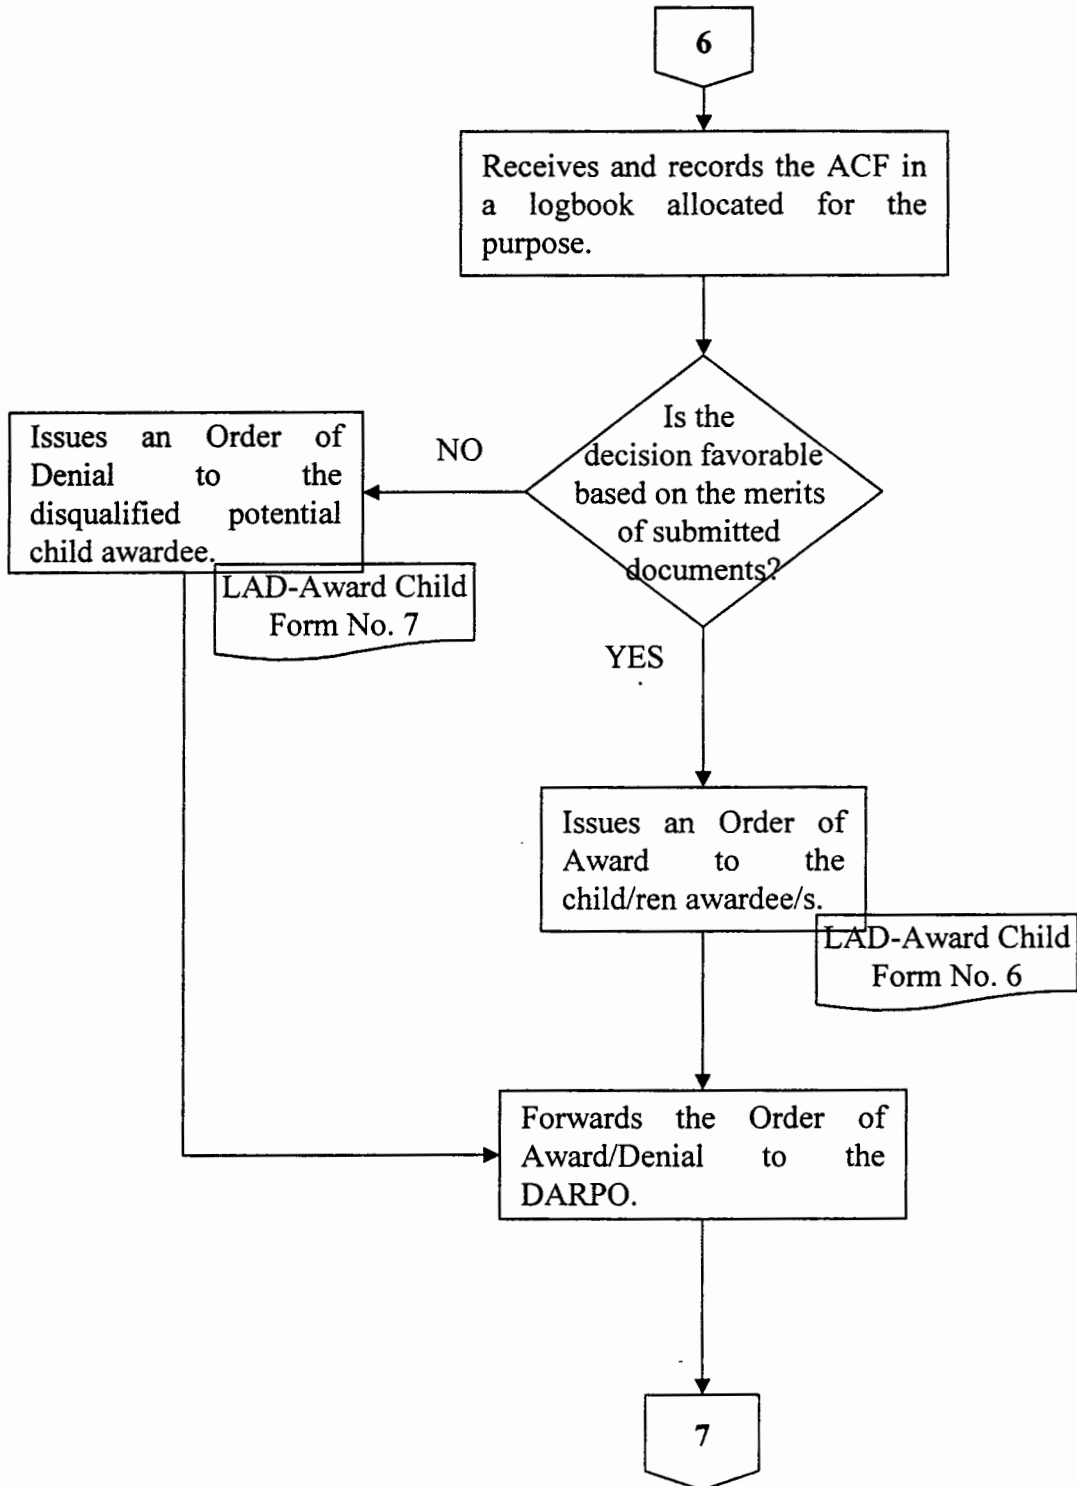 6
Receives and records the ACF in
a logbook allocated for the
purpose.
Is the
decision favorable
based on the merits
of submitted
documents?
NO
Issues an Order of
Denial to the
disqualified potential
child awardee.
LAD-Award Child
Form No. 7
YES
Issues an Order of
Award to the
child/ren awardee/s.
LAD-Award Child
Form No. 6
Forwards the Order of
Award/Denial to the
DARPO.
7